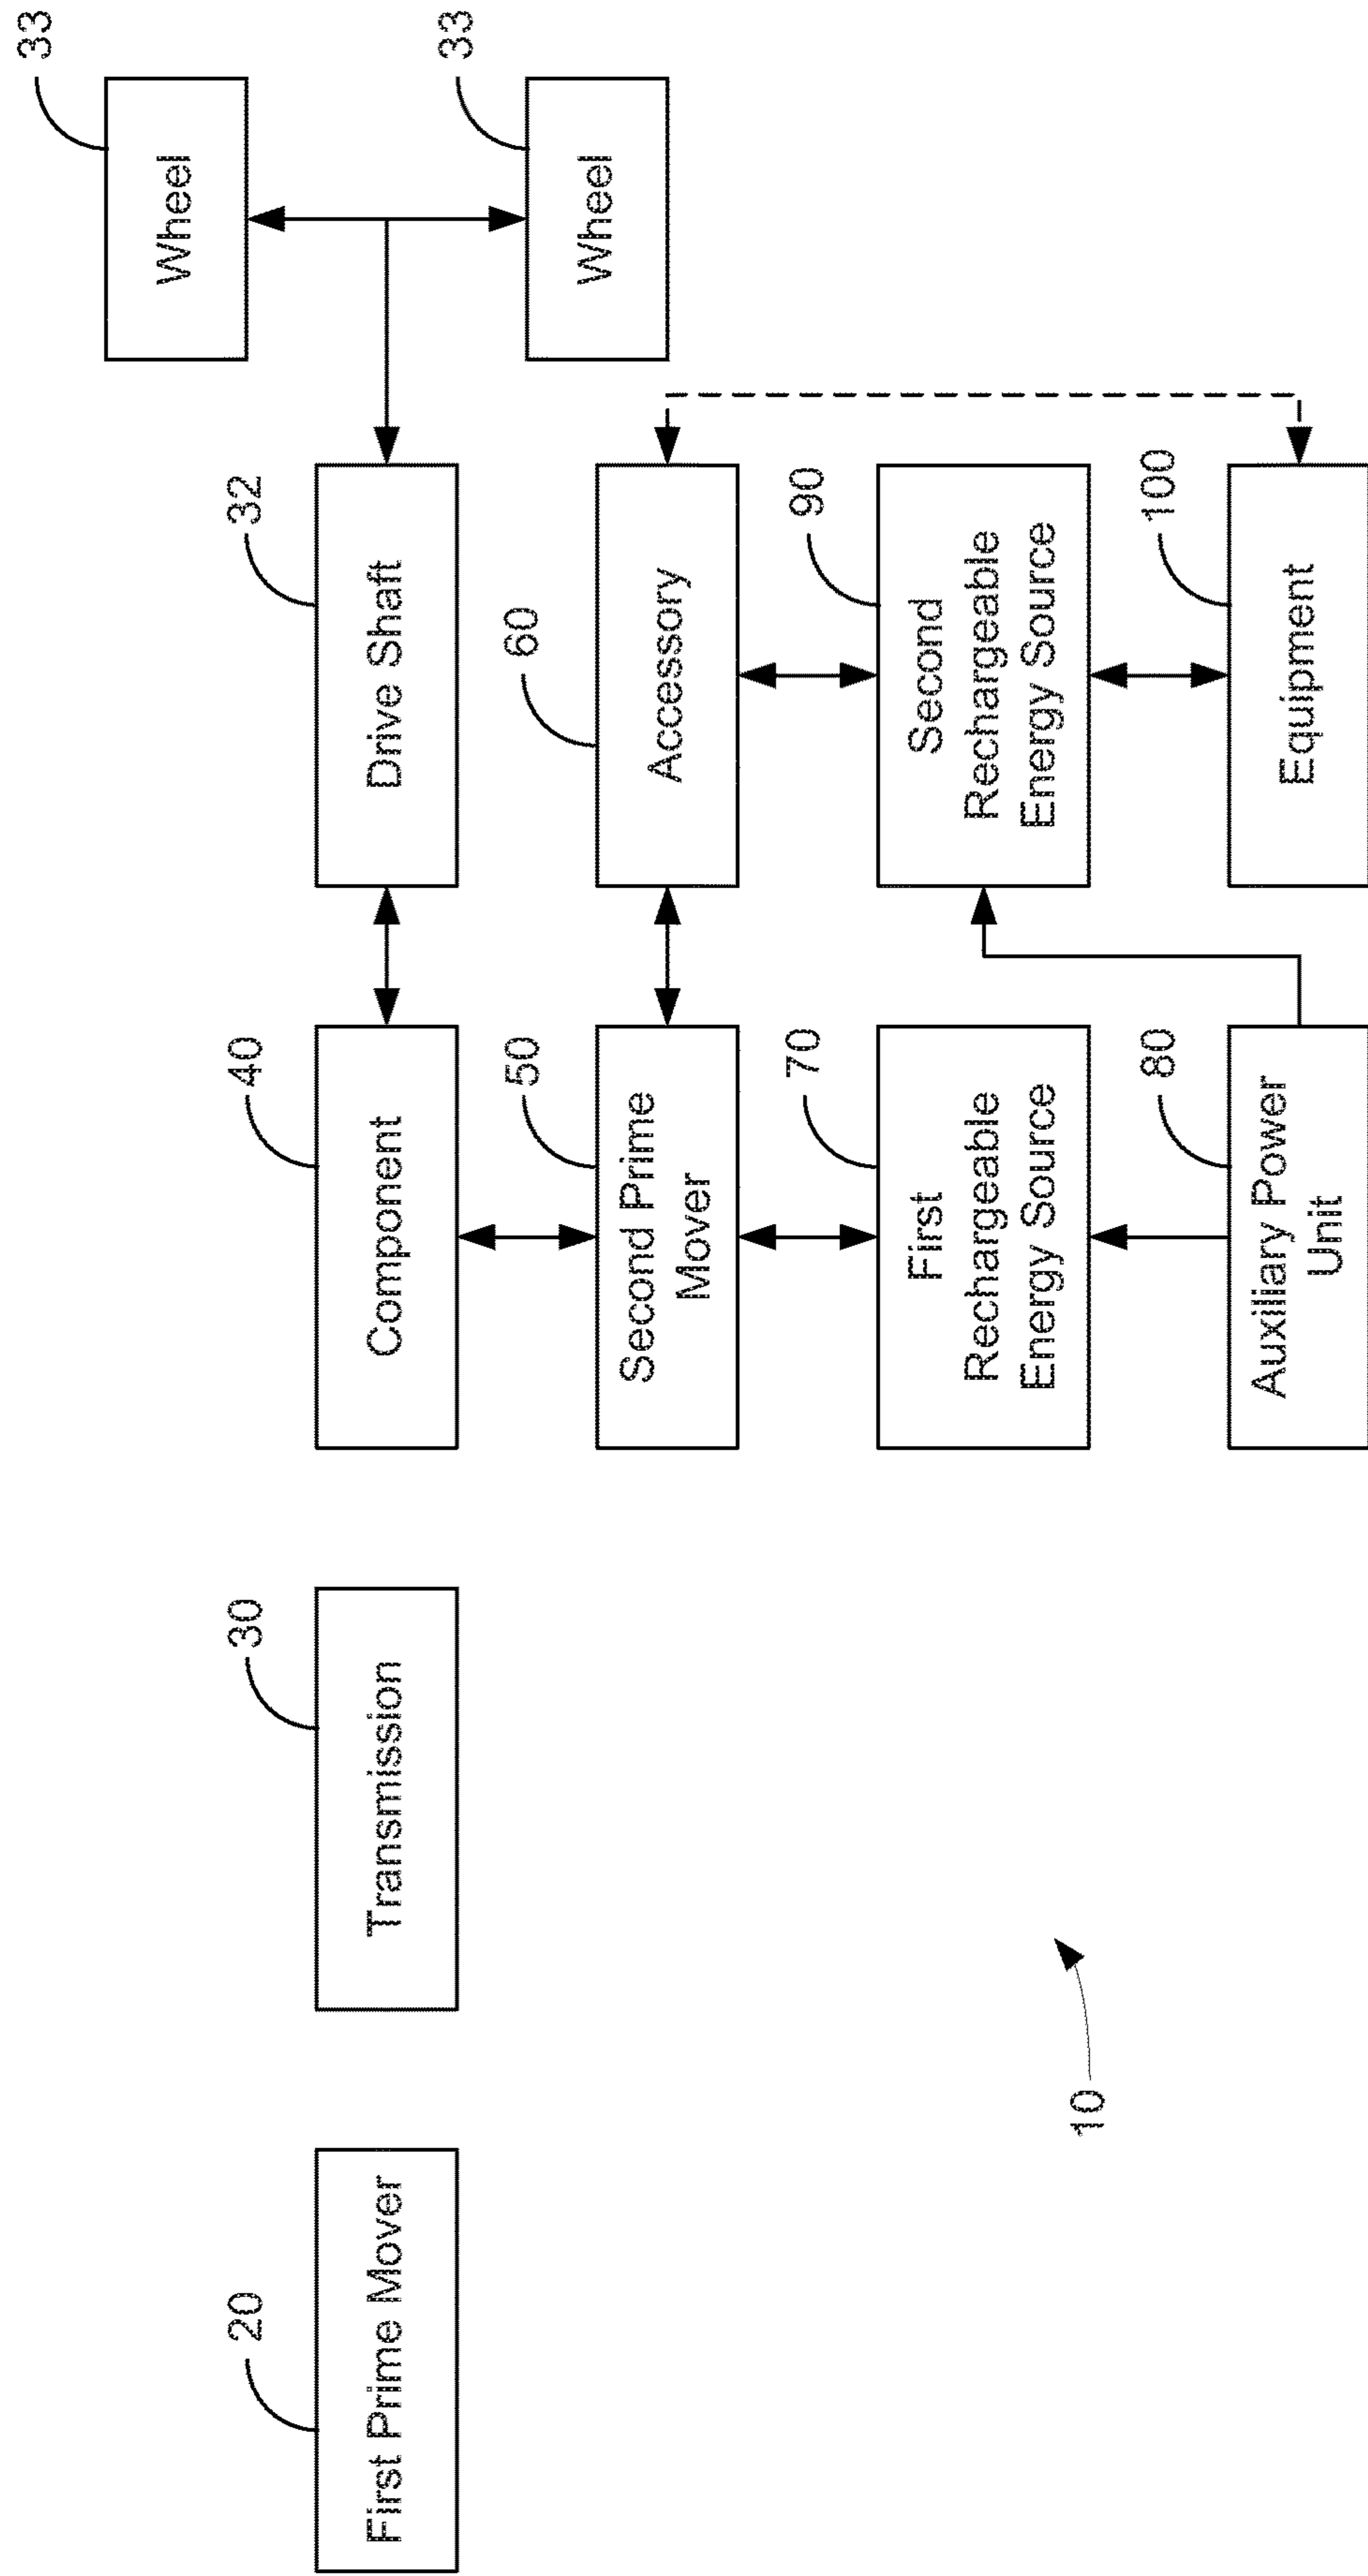 33
Wheel
33
Wheel
20
First Prime Mover
30
Transmission
40
Component
32
Drive Shaft
50
Second Prime
Mover
60
Accessory
70
First
Rechargeable
Energy Source
90
Second
Rechargeable
Energy Source
80
Auxiliary Power
Unit
100
Equipment
10